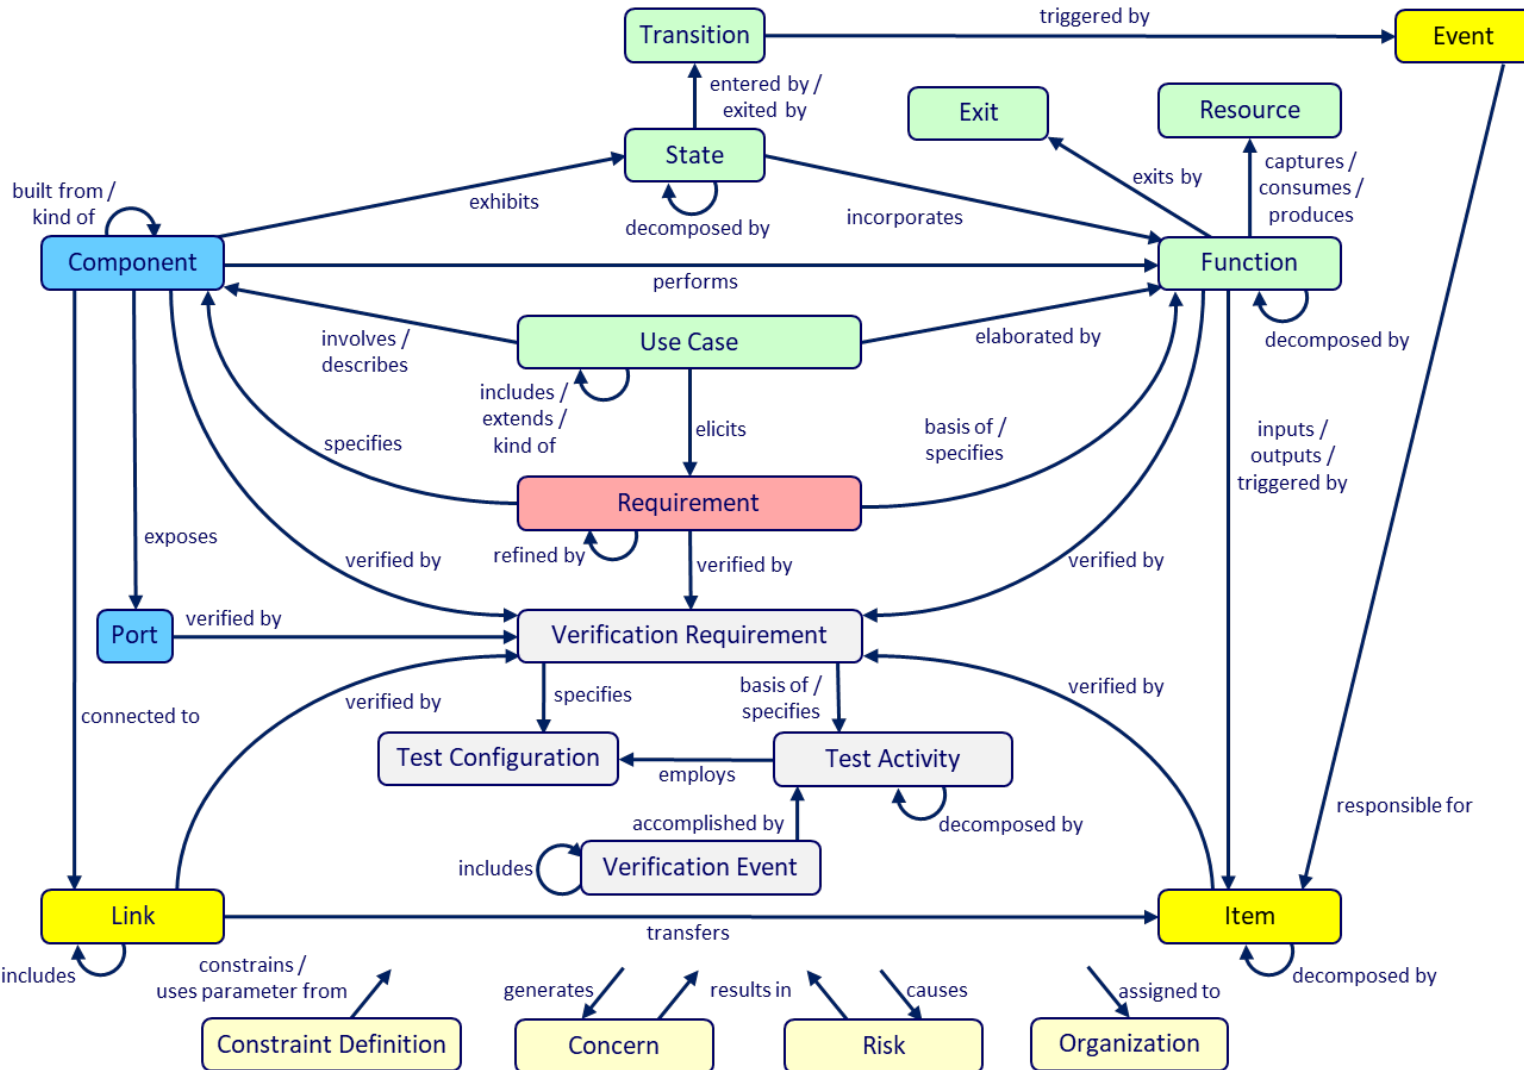 triggered by
Transition
Event
entered by /
exited by
Exit
Resource
State
captures /
consumes /
produces
exits by
built from /
kind of
exhibits
decomposed by
incorporates
Component
Function
performs
involves /
describes
Use Case
elaborated by
decomposed by
includes /
extends /
kind of
elicits
specifies
basis of /
specifies
inputs /
outputs /
triggered by
Requirement
exposes
refined by
verified by
verified by
verified by
Port
verified by
Verification Requirement
verified by
specifies
basis of /
specifies
verified by
connected to
Test Configuration
employs
Test Activity
responsible for
accomplished by
decomposed by
includes
Verification Event
Link
Item
transfers
includes
constrains /
uses parameter from
generates
results in
causes
assigned to
decomposed by
Constraint Definition
Concern
Risk
Organization